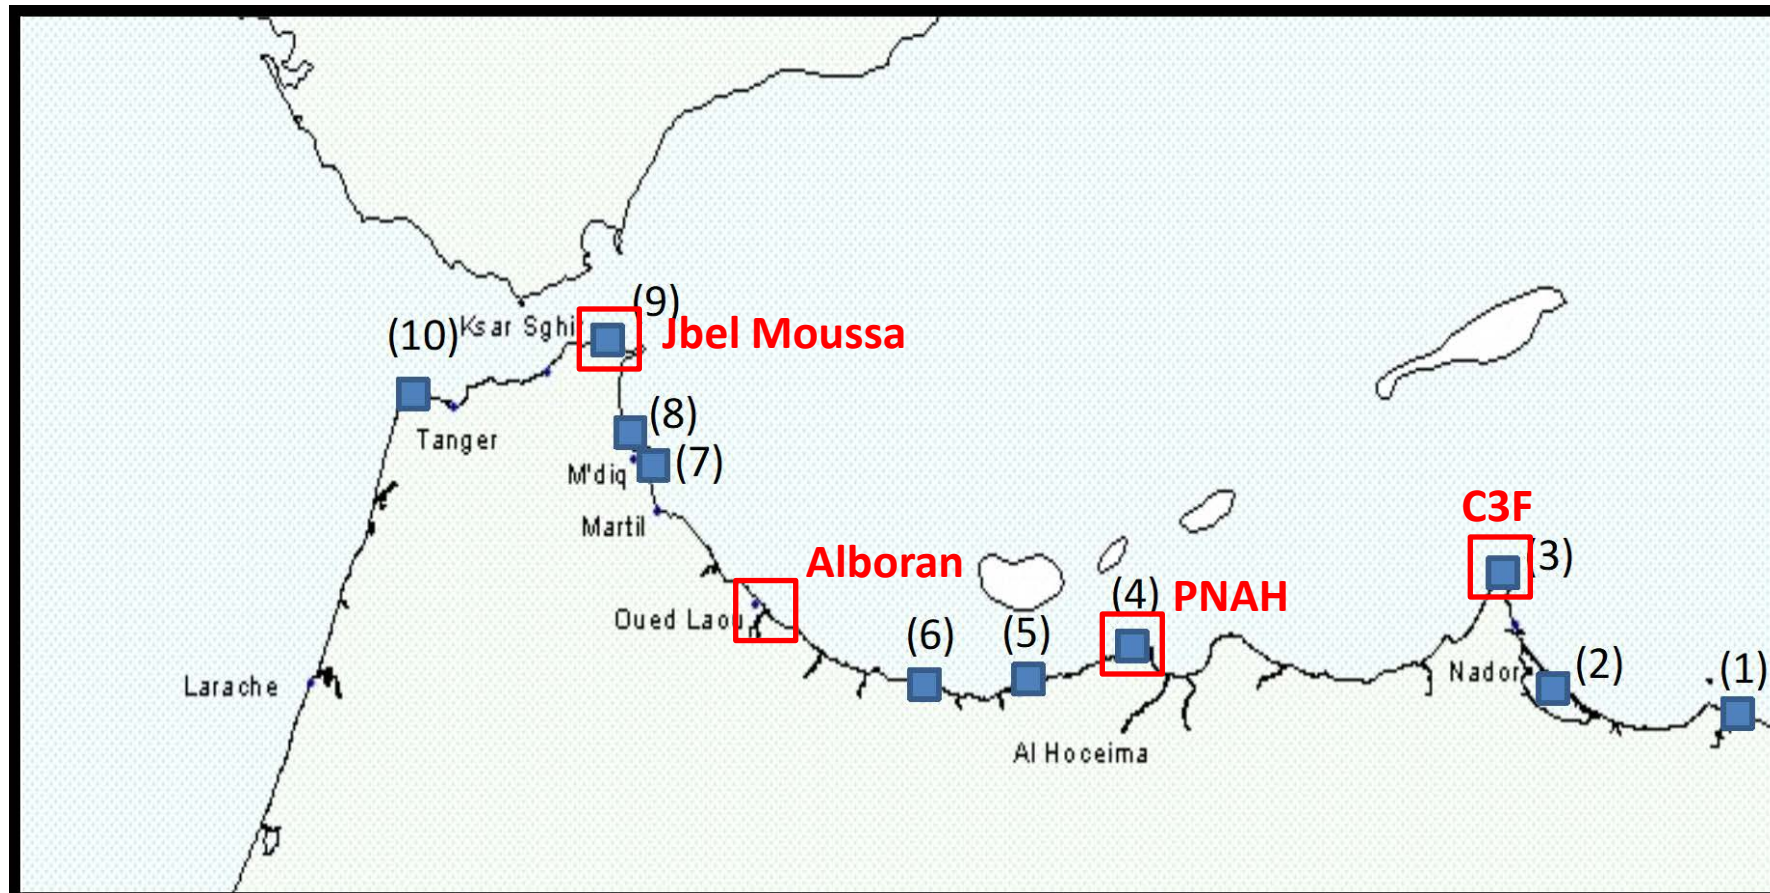 (9)
Ksar Sghir
Jbel Moussa
(10)
Tanger
(8)
M'diq
(7)
Martil
C3F
(3)
Alboran
PNAH
(4)
Oued Laou
(6)
(5)
Nador
(2)
(1)
Larache
Al Hoceima